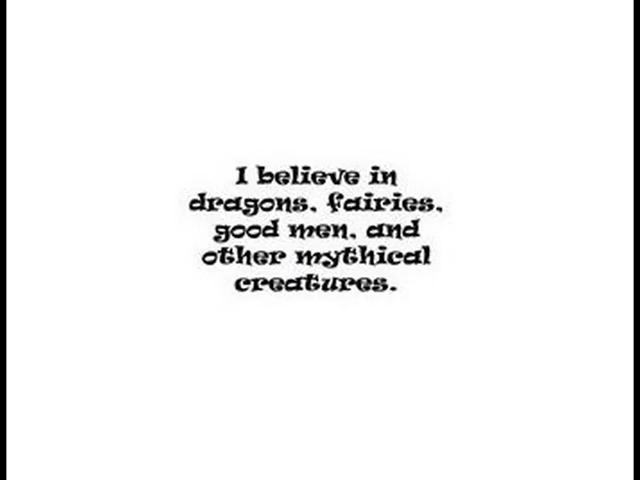 I believe in
dragons, fairies,
good men, and
other mythical
creatures.